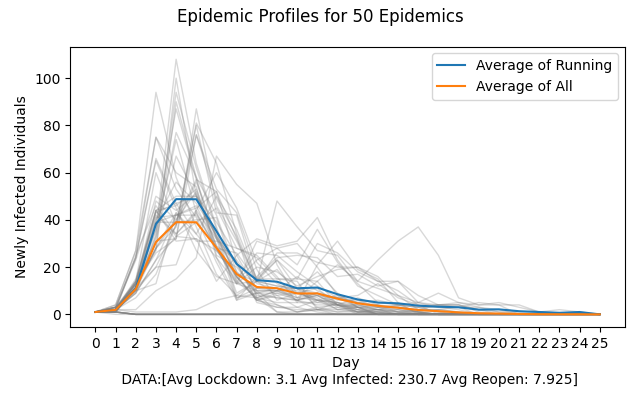 Epidemic Profiles for 50 Epidemics
Newly Infected Individuals
100
80
60
40
20
0
Average of Running
Average of All
0 1 2 3 4 5 6 7 8 9 10 11 12 13 14 15 16 17 18 19 20 21 22 23 24 25
Day
DATA:[Avg Lockdown: 3.1 Avg Infected: 230.7 Avg Reopen: 7.925]